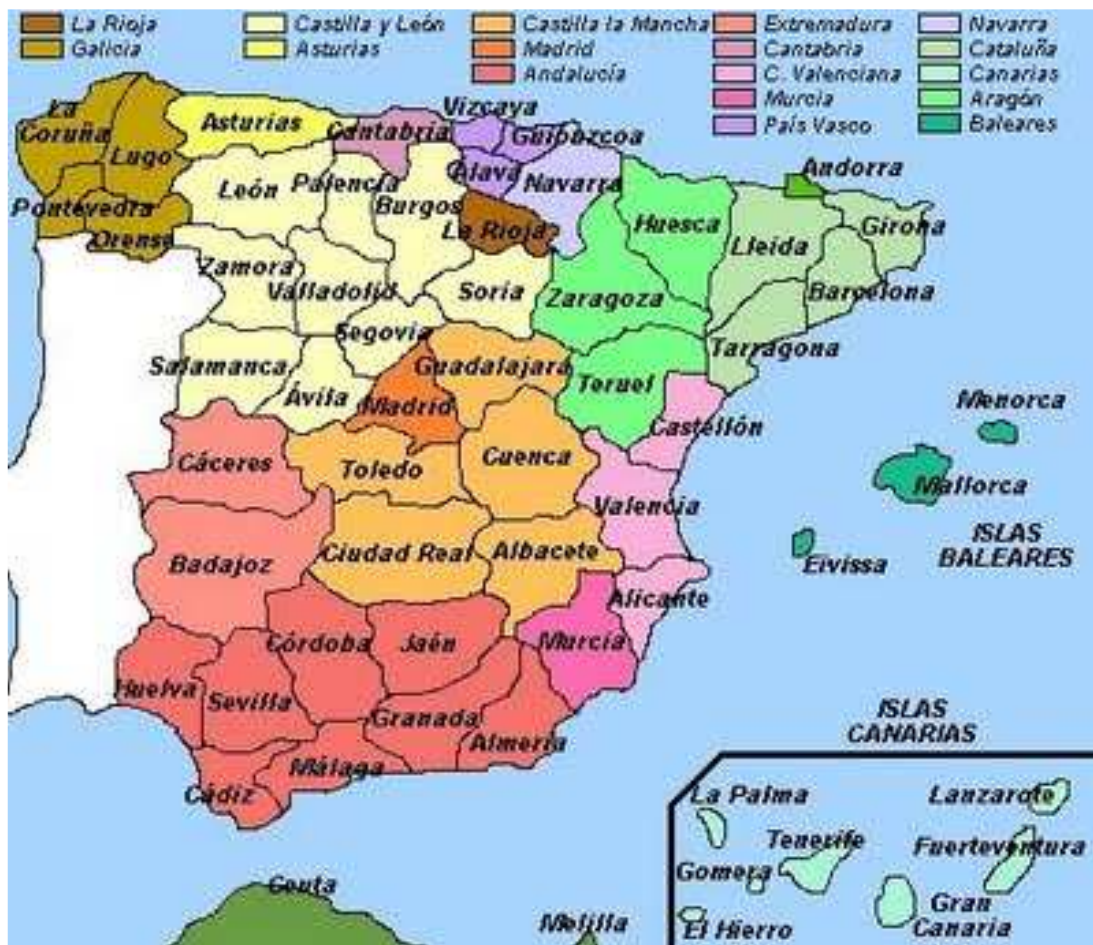 La Rioja
Galicia
Castilla y León
Asturias
Castilla la Mancha
Madrid
Andalucía
Extremadura
Cantabria
C. Valenciana
Murcia
País Vasco
Navarra
Cataluña
Canarias
Aragón
Baleares
La
Coruña
Lugo
Pontevedra
Orense
Asturias
Cantabria
Vizcaya
Guipúzcoa
Álava
Navarra
León
Palencia
Burgos
La Rioja
Zamora
Valladolid
Soria
Segovia
Salamanca
Ávila
Huesca
Zaragoza
Teruel
Andorra
Lleida
Girona
Barcelona
Tarragona
Madrid
Guadalajara
Toledo
Cuenca
Ciudad Real
Albacete
Cáceres
Badajoz
Castellón
Valencia
Alicante
Murcia
Menorca
Mallorca
Eivissa
ISLAS
BALEARES
Huelva
Sevilla
Córdoba
Jaén
Granada
Almería
Málaga
Cádiz
Ceuta
Melilla
ISLAS
CANARIAS
La Palma
Lanzarote
Tenerife
Fuerteventura
Gomera
El Hierro
Gran
Canaria